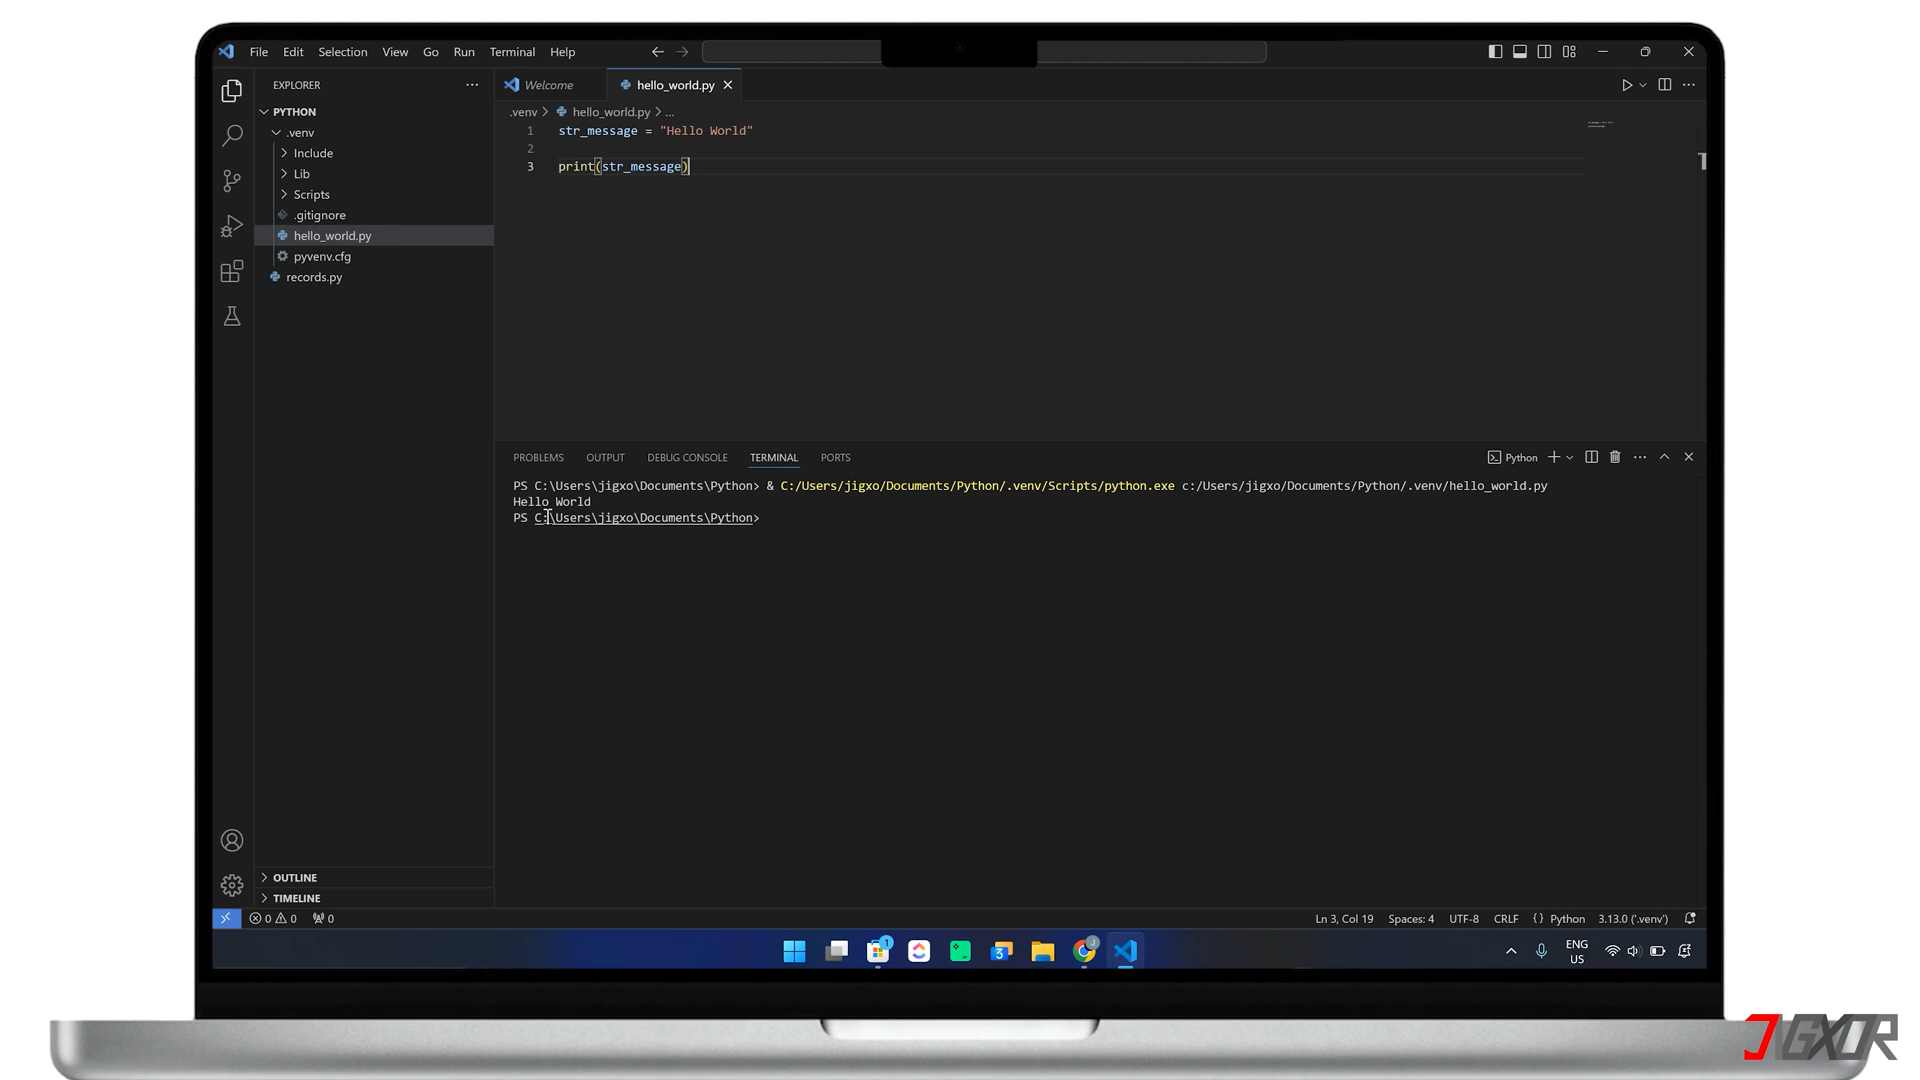 File Edit Selection View Go Run Terminal Help
EXPLORER
Welcome
hello_world.py
PYTHON
.venv
Include
Lib
Scripts
.gitignore
hello_world.py
pyvenv.cfg
records.py
.venv > hello_world.py > ...
1 str_message = "Hello World"
2
3 print(str_message)
PROBLEMS OUTPUT DEBUG CONSOLE TERMINAL PORTS
Python
PS C:\Users\jigxo\Documents\Python> & C:/Users/jigxo/Documents/Python/.venv/Scripts/python.exe c:/Users/jigxo/Documents/Python/.venv/hello_world.py
Hello World
PS C:\Users\jigxo\Documents\Python>
OUTLINE
TIMELINE
0 0 0
Ln 3, Col 19 Spaces: 4 UTF-8 CRLF {} Python 3.13.0 ('.venv')
1
3
J
ENG
US
JIGXOR